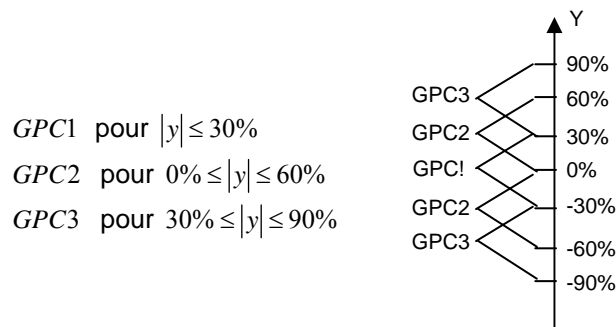 Y
90%
GPC3
60%
GPC1 pour |y| ≤ 30%
GPC2
30%
GPC2 pour 0% ≤ |y| ≤ 60%
GPC!
0%
GPC3 pour 30% ≤ |y| ≤ 90%
GPC2
-30%
GPC3
-60%
-90%